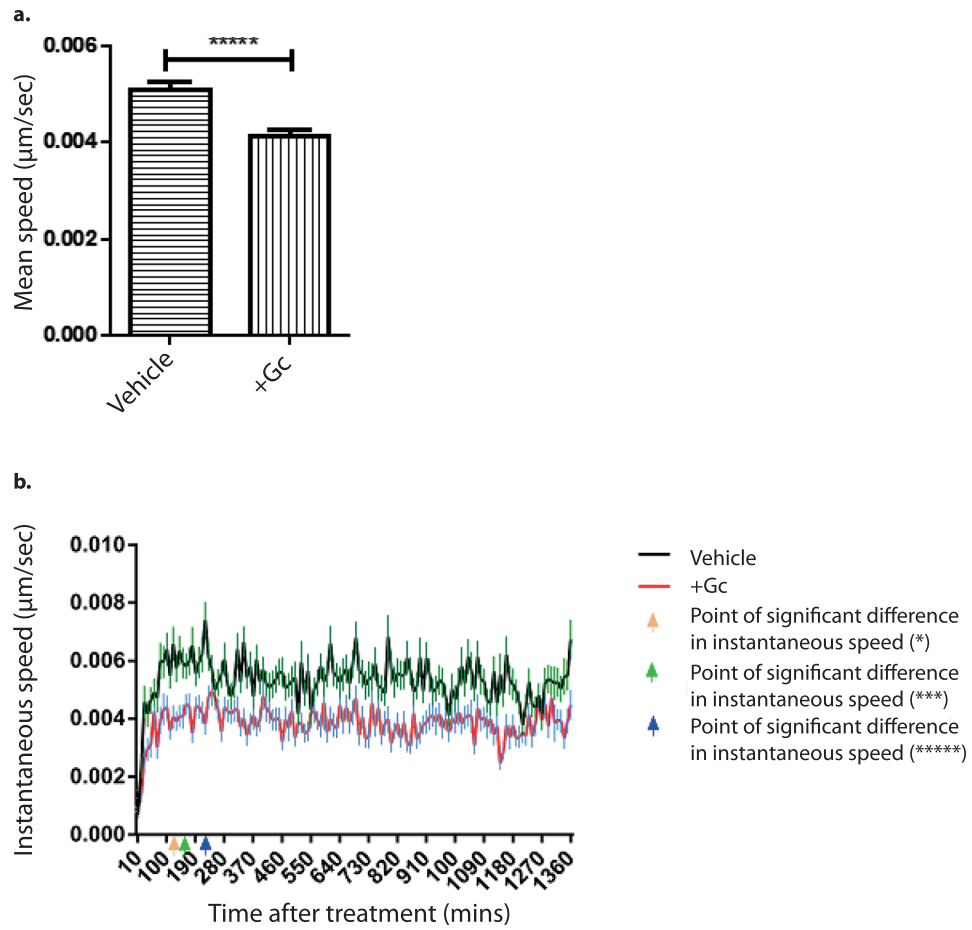 a.
*****
0.006
0.004
0.002
0.000
Mean speed (μm/sec)
Vehicle
+Gc
b.
0.010
0.008
0.006
0.004
0.002
0.000
Instantaneous speed (μm/sec)
10
100
190
280
370
460
550
640
730
820
910
1000
1090
1180
1270
1360
Time after treatment (mins)
Vehicle
+Gc
Point of significant difference
in instantaneous speed (*)
Point of significant difference
in instantaneous speed (***)
Point of significant difference
in instantaneous speed (*****)